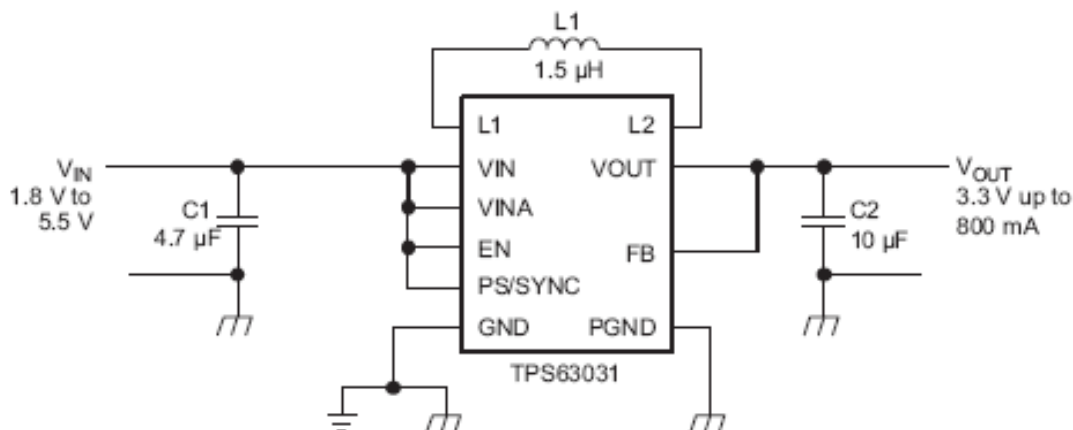 L1
1.5 µH
L1
L2
VIN
1.8 V to
5.5 V
C1
4.7 µF
VIN
VOUT
VINA
EN
FB
PS/SYNC
GND
PGND
TPS63031
C2
10 µF
VOUT
3.3 V up to
800 mA